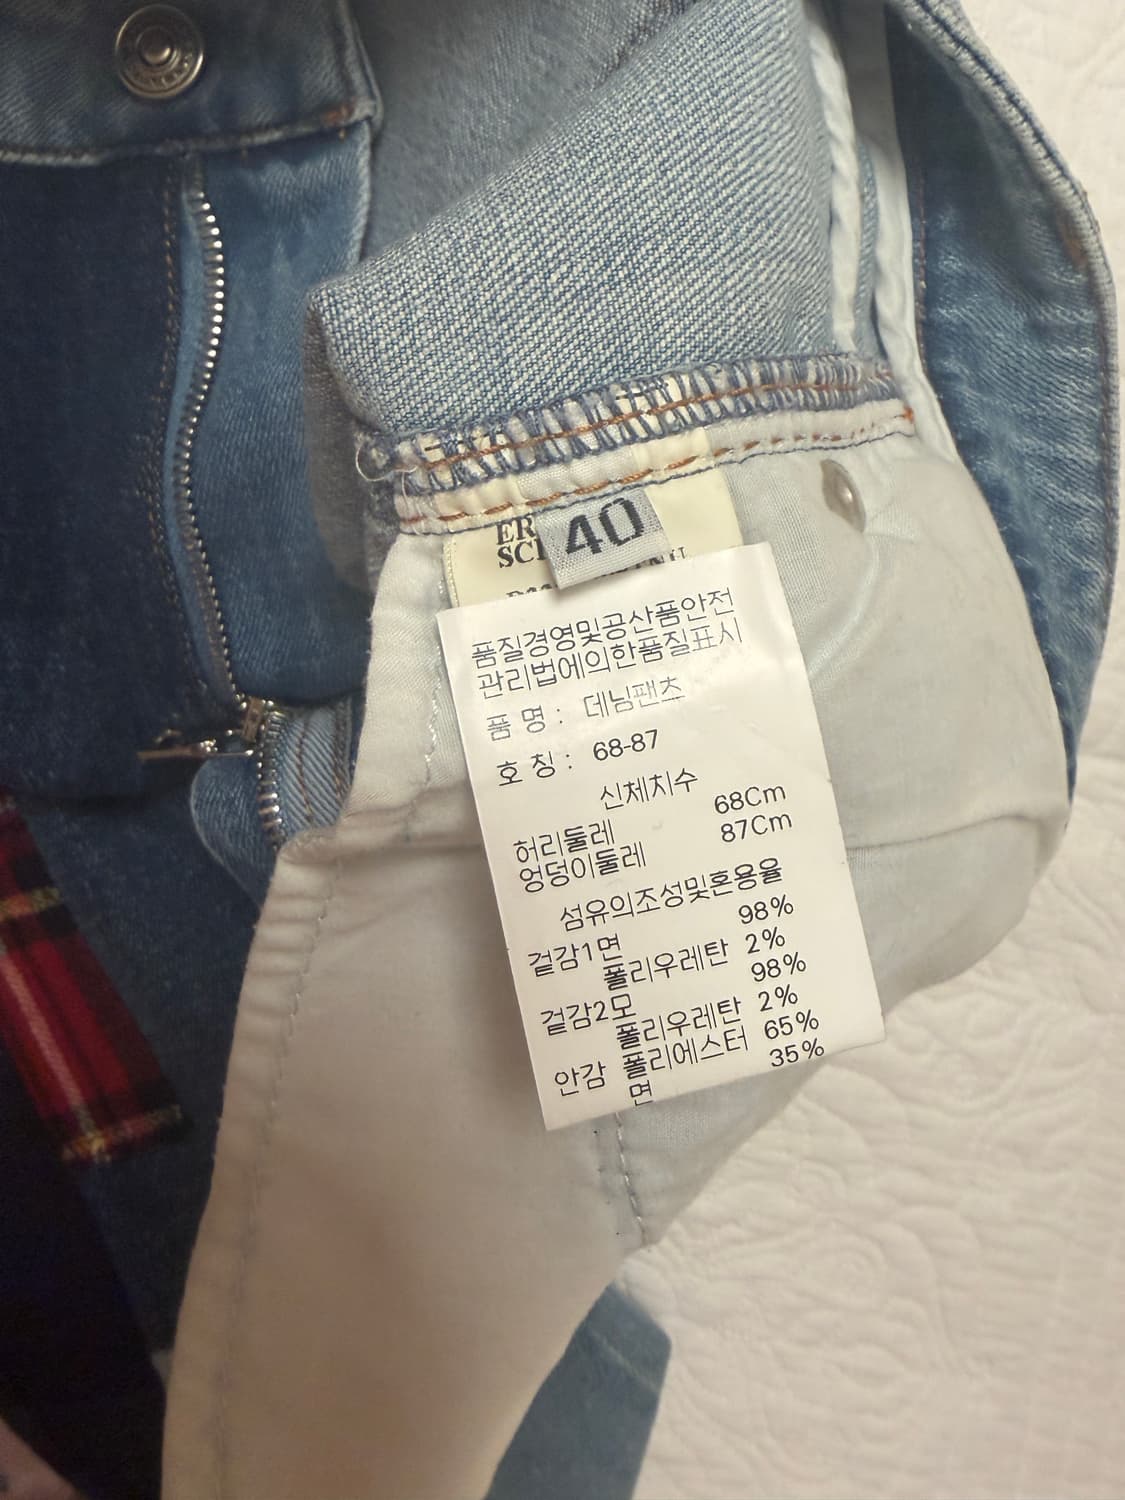 40
ER
SCI
품질경영및공산품안전
관리법에의한품질표시
품 명 : 데님팬츠
호 칭 : 68-87
신체치수
허리둘레 68Cm
엉덩이둘레 87Cm
섬유의조성및혼용율
겉감1면 98%
폴리우레탄 2%
겉감2모 98%
폴리우레탄 2%
안감 폴리에스터 65%
면 35%